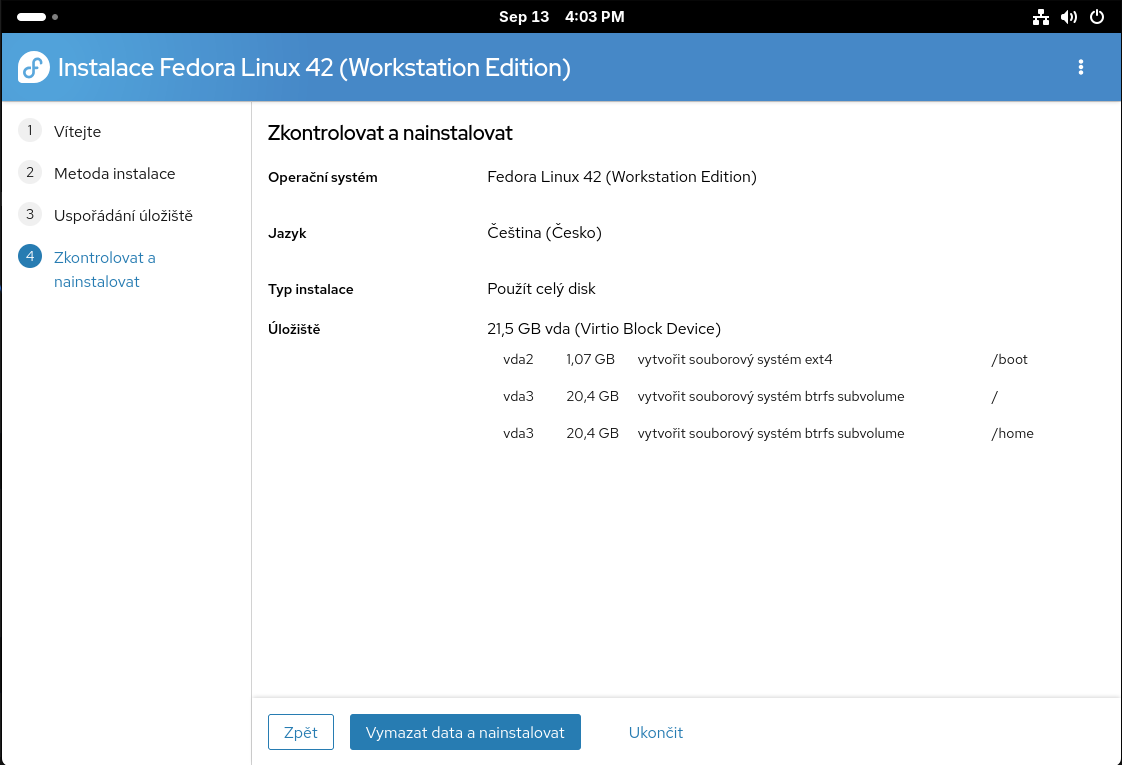 Sep 13 4:03 PM
Instalace Fedora Linux 42 (Workstation Edition)
1 Vítejte
2 Metoda instalace
3 Uspořádání úložiště
4 Zkontrolovat a
nainstalovat
Zkontrolovat a nainstalovat
Operační systém Fedora Linux 42 (Workstation Edition)
Jazyk Čeština (Česko)
Typ instalace Použít celý disk
Úložiště 21,5 GB vda (Virtio Block Device)
vda2 1,07 GB vytvořit souborový systém ext4 /boot
vda3 20,4 GB vytvořit souborový systém btrfs subvolume /
vda3 20,4 GB vytvořit souborový systém btrfs subvolume /home
Zpět Vymazat data a nainstalovat Ukončit